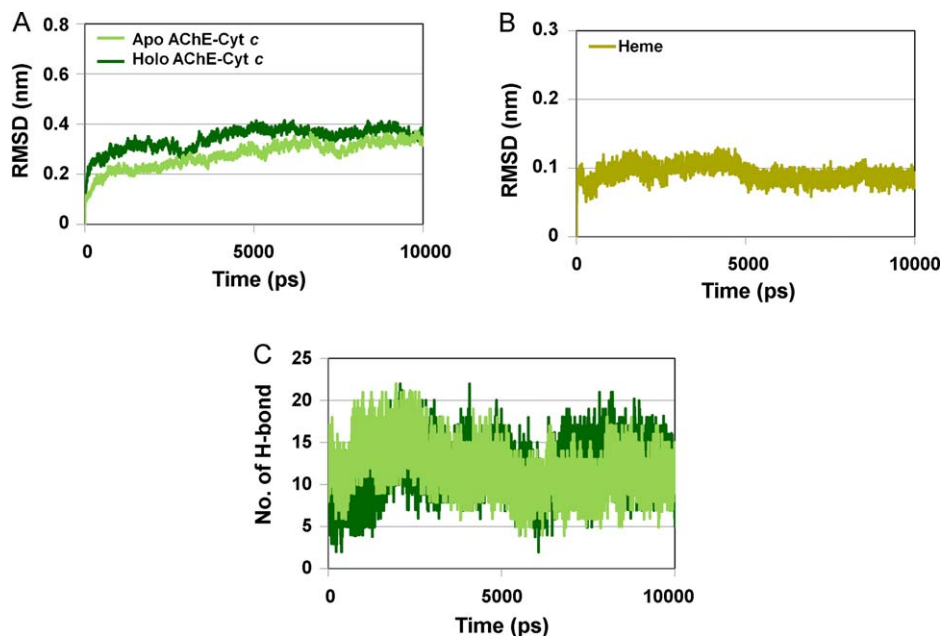 A
0.8
0.6
0.4
0.2
0
RMSD (nm)
Apo AChE-Cyt c
Holo AChE-Cyt c
0 5000 10000
Time (ps)
B
0.3
0.2
0.1
0
RMSD (nm)
Heme
0 5000 10000
Time (ps)
C
25
20
15
10
5
0
No. of H-bond
0 5000 10000
Time (ps)